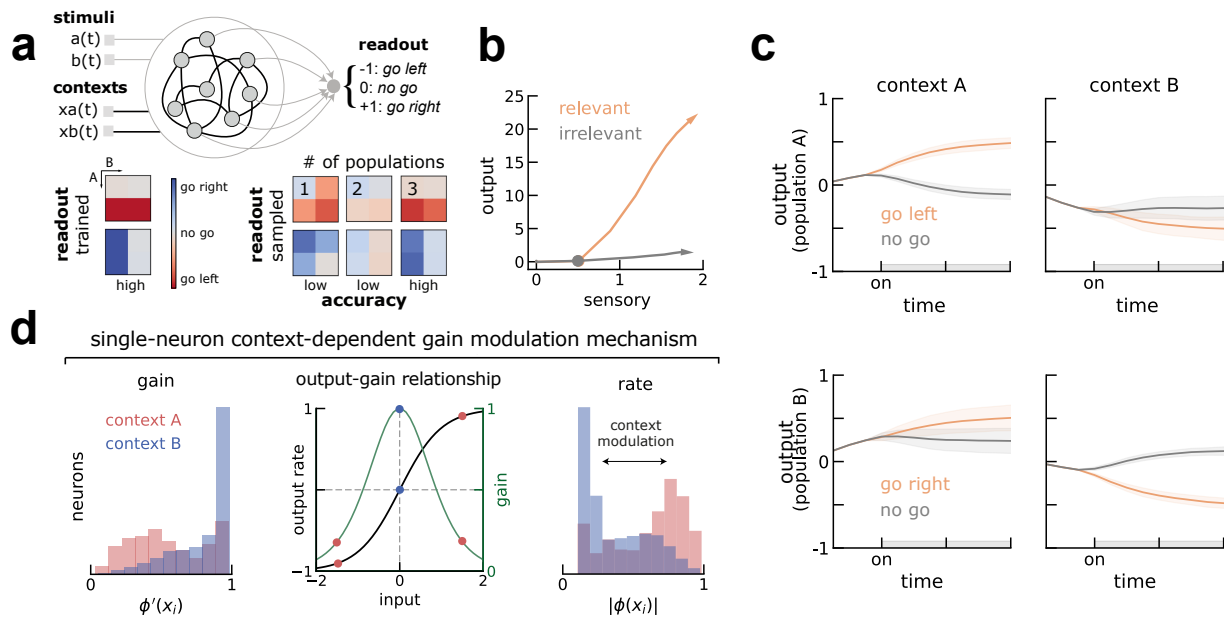 a
stimuli
a(t)
b(t)
contexts
xa(t)
xb(t)
readout
-1: go left
0: no go
+1: go right
B
A
readout
trained
high
go right
no go
go left
# of populations
1 2 3
readout
sampled
low low high
accuracy
b
relevant
irrelevant
output
25
20
15
10
5
0
0 1 2
sensory
c
context A
context B
output
(population A)
1
0
-1
go left
no go
on
time
on
time
output
(population B)
1
0
-1
go right
no go
on
time
on
time
d
single-neuron context-dependent gain modulation mechanism
gain
context A
context B
neurons
0 1
ϕ′(xᵢ)
output-gain relationship
output rate
1
−1
−2 0 2
input
1
0
0
gain
rate
context
modulation
0 1
|ϕ(xᵢ)|